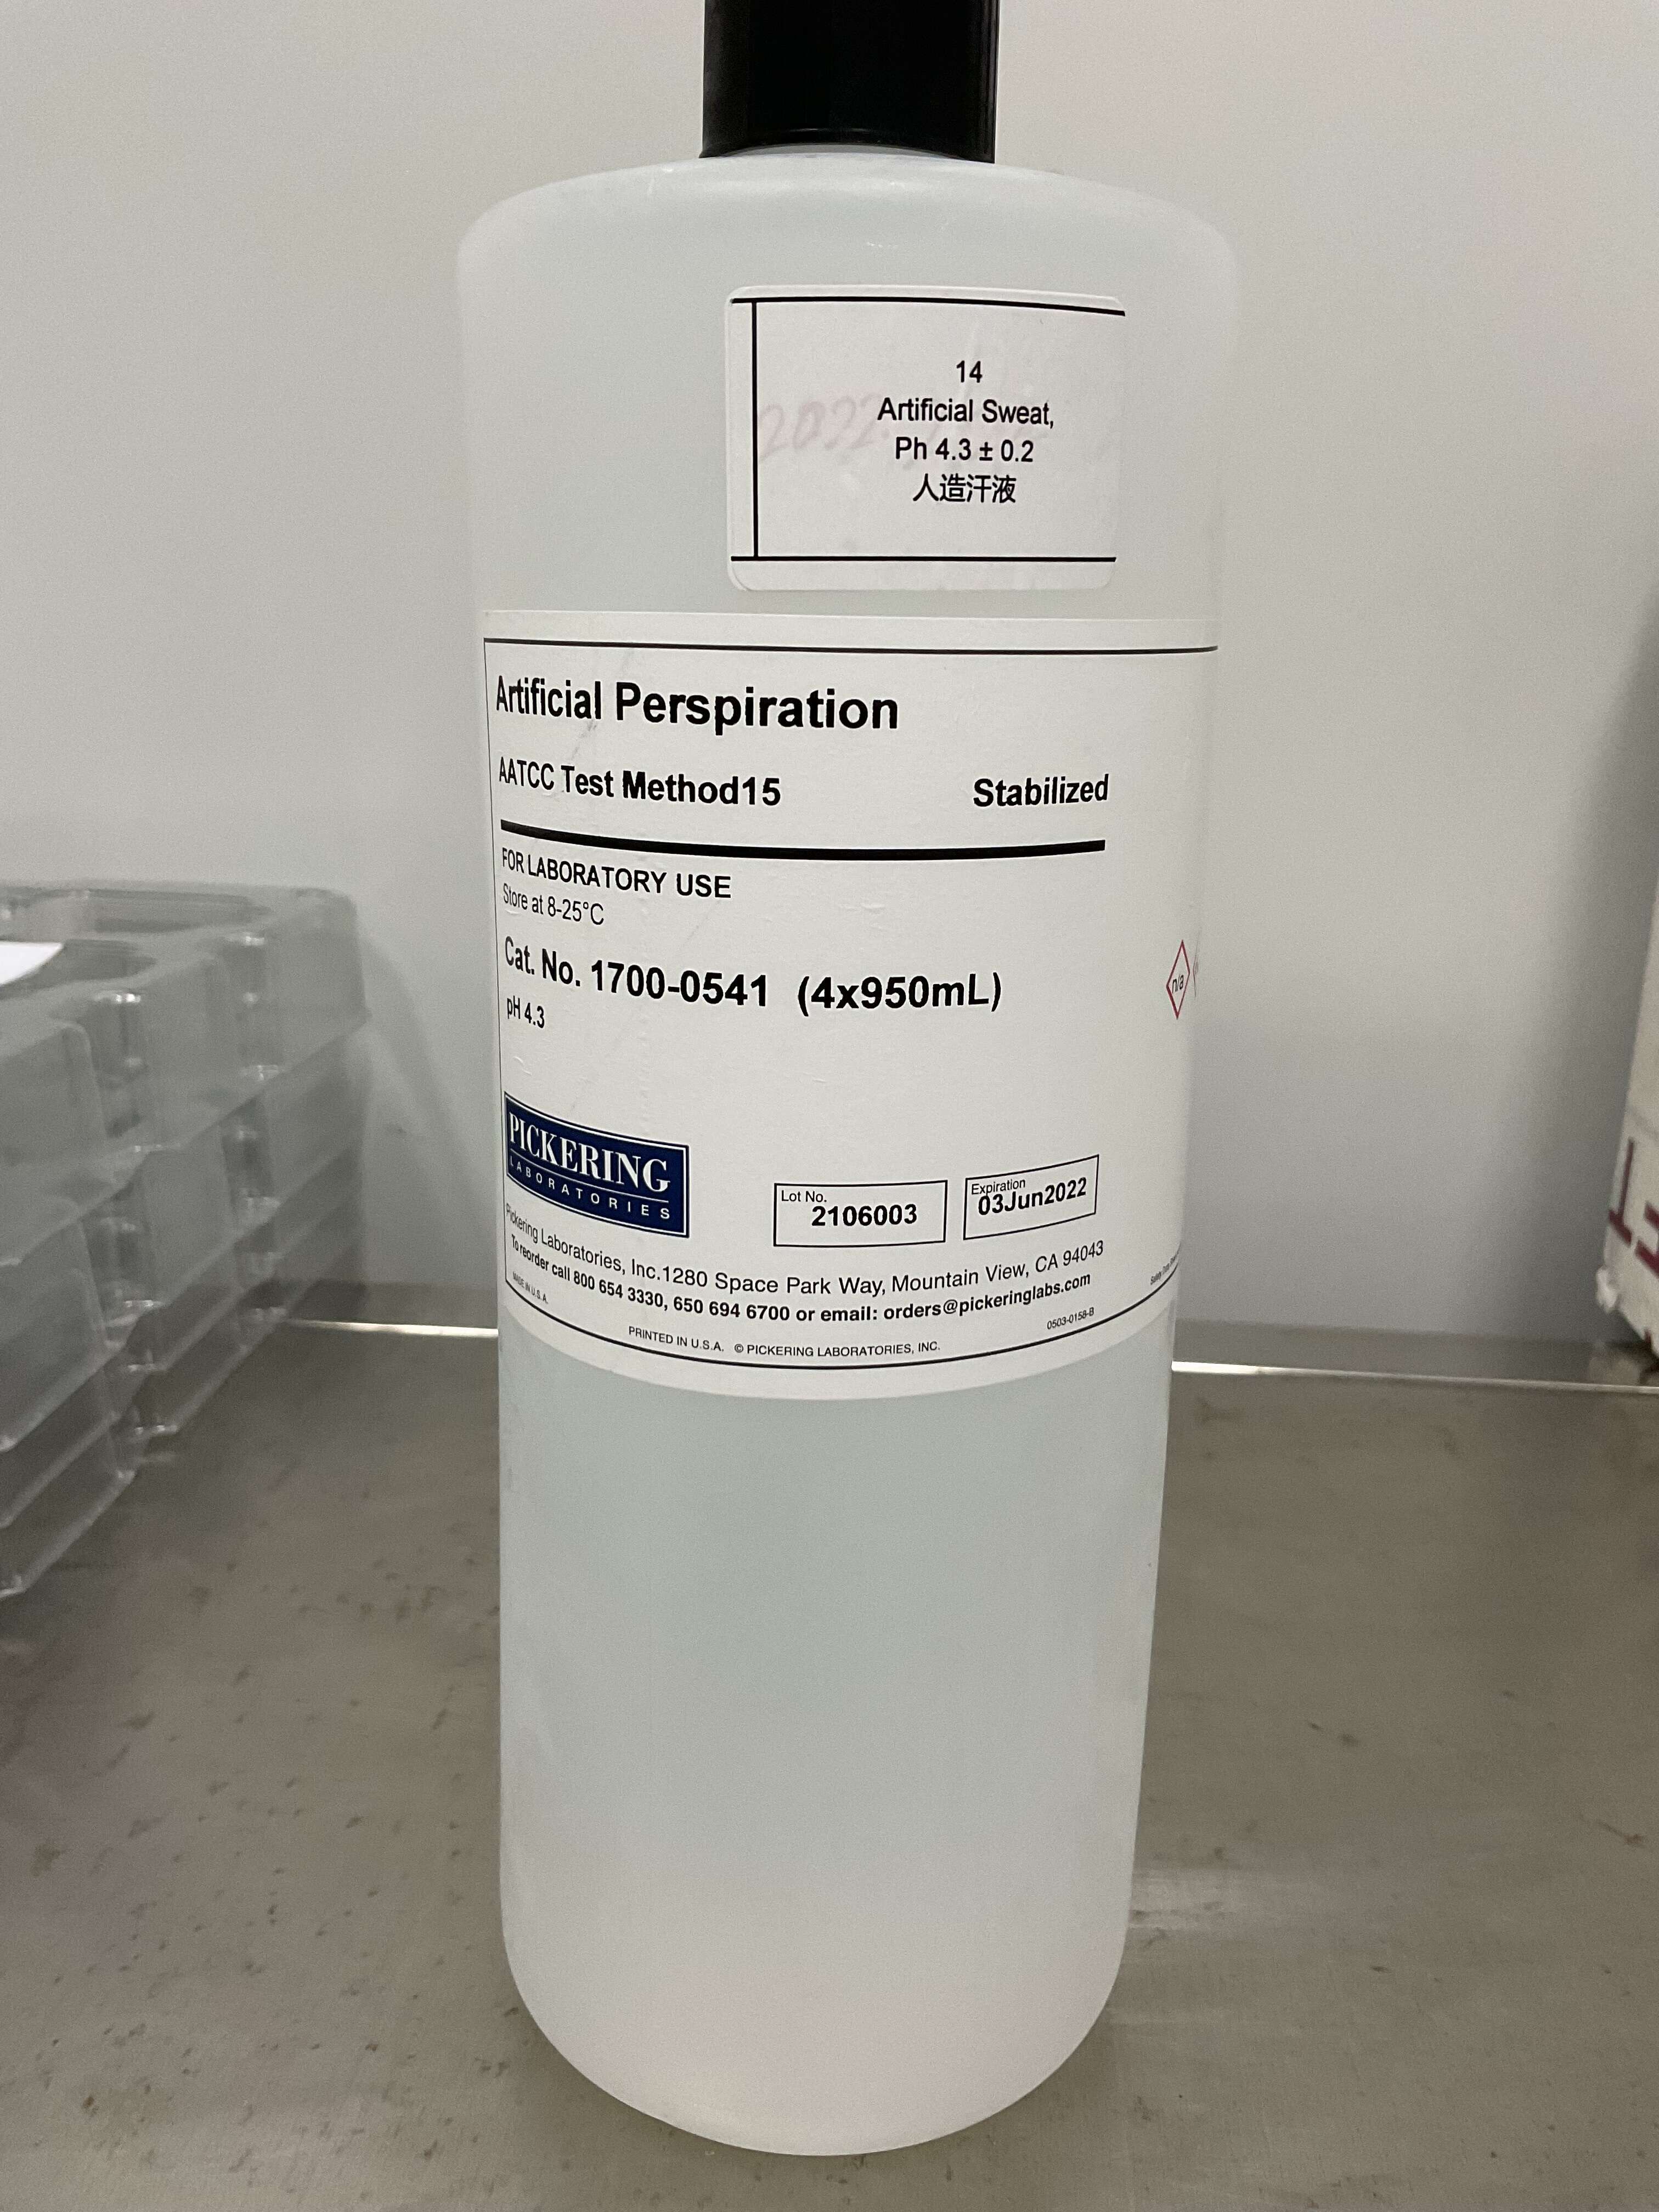 14
Artificial Sweat,
Ph 4.3 ± 0.2
人造汗液
Artificial Perspiration
AATCC Test Method15 Stabilized
FOR LABORATORY USE
Store at 8-25°C
Cat. No. 1700-0541 (4x950mL)
pH 4.3
n/a
PICKERING
LABORATORIES
Lot No.
2106003
Expiration
03Jun2022
Pickering Laboratories, Inc.1280 Space Park Way, Mountain View, CA 94043
To reorder call 800 654 3330, 650 694 6700 or email: orders@pickeringlabs.com
MADE IN U.S.A.
0503-0158-B
PRINTED IN U.S.A. © PICKERING LABORATORIES, INC.